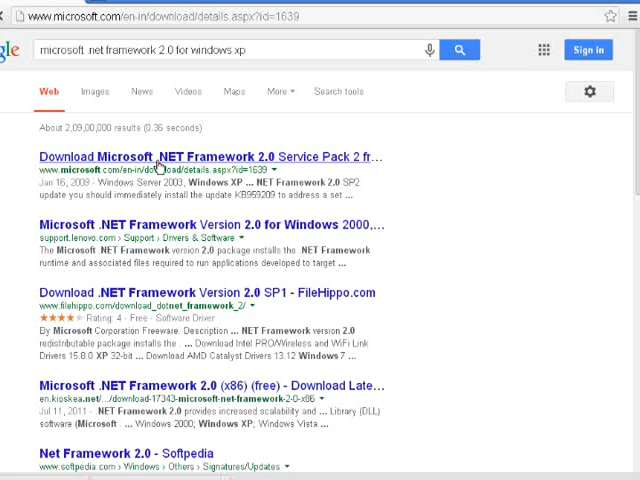 www.microsoft.com/en-in/download/details.aspx?id=1639
gle
microsoft .net framework 2.0 for windows xp
Sign in
Web Images News Videos Maps More Search tools
About 2,09,00,000 results (0.36 seconds)
Download Microsoft .NET Framework 2.0 Service Pack 2 fr...
www.microsoft.com/en-in/download/details.aspx?id=1639
Jan 16, 2009 - Windows Server 2003, Windows XP ... NET Framework 2.0 SP2
update you should immediately install the update KB959209 to address a set ...
Microsoft .NET Framework Version 2.0 for Windows 2000,...
support.lenovo.com › Support › Drivers & Software
The Microsoft .NET Framework version 2.0 package installs the .NET Framework
runtime and associated files required to run applications developed to target ...
Download .NET Framework Version 2.0 SP1 - FileHippo.com
www.filehippo.com/download_dotnet_framework_2/
Rating: 4 - Free - Software Driver
By Microsoft Corporation Freeware. Description ... NET Framework version 2.0
redistributable package installs the . ... Download Intel PRO/Wireless and WiFi Link
Drivers 15.8.0 XP 32-bit ... Download AMD Catalyst Drivers 13.12 Windows 7 ...
Microsoft .NET Framework 2.0 (x86) (free) - Download Late...
en.kioskea.net/.../download-17343-microsoft-net-framework-2-0-x86
Jul 11, 2011 - .NET Framework 2.0 provides increased scalability and ... Library (DLL)
software (Microsoft . ... Windows 2000; Windows XP; Windows Vista ...
Net Framework 2.0 - Softpedia
www.softpedia.com › Windows › Others › Signatures/Updates